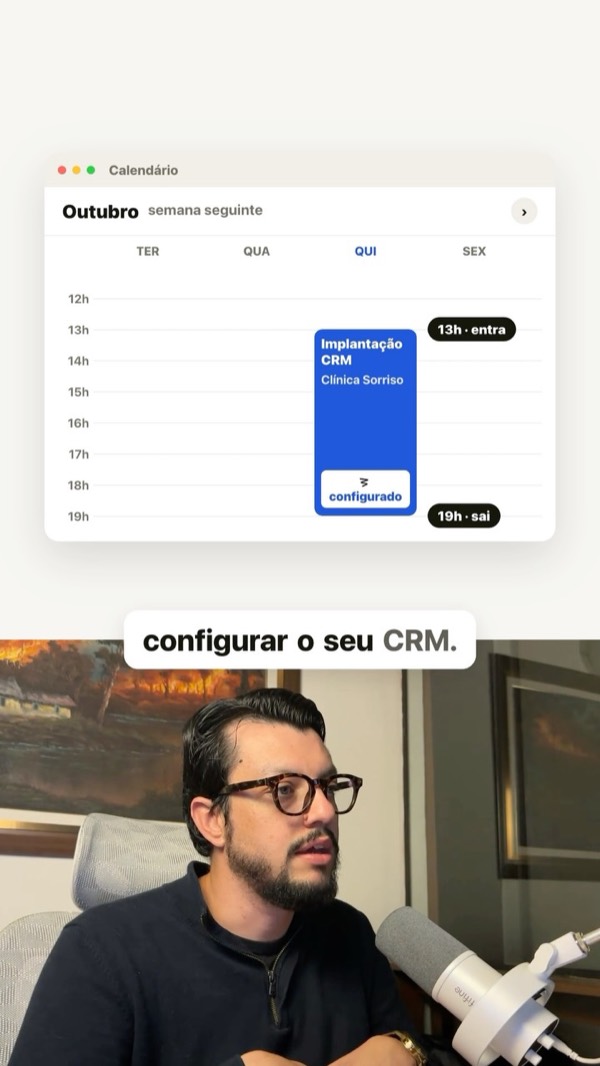 Calendário
Outubro semana seguinte
›
TER QUA QUI SEX
12h
13h
14h
15h
16h
17h
18h
19h
Implantação
CRM
Clínica Sorriso
configurado
13h · entra
19h · sai
configurar o seu CRM.
fifine